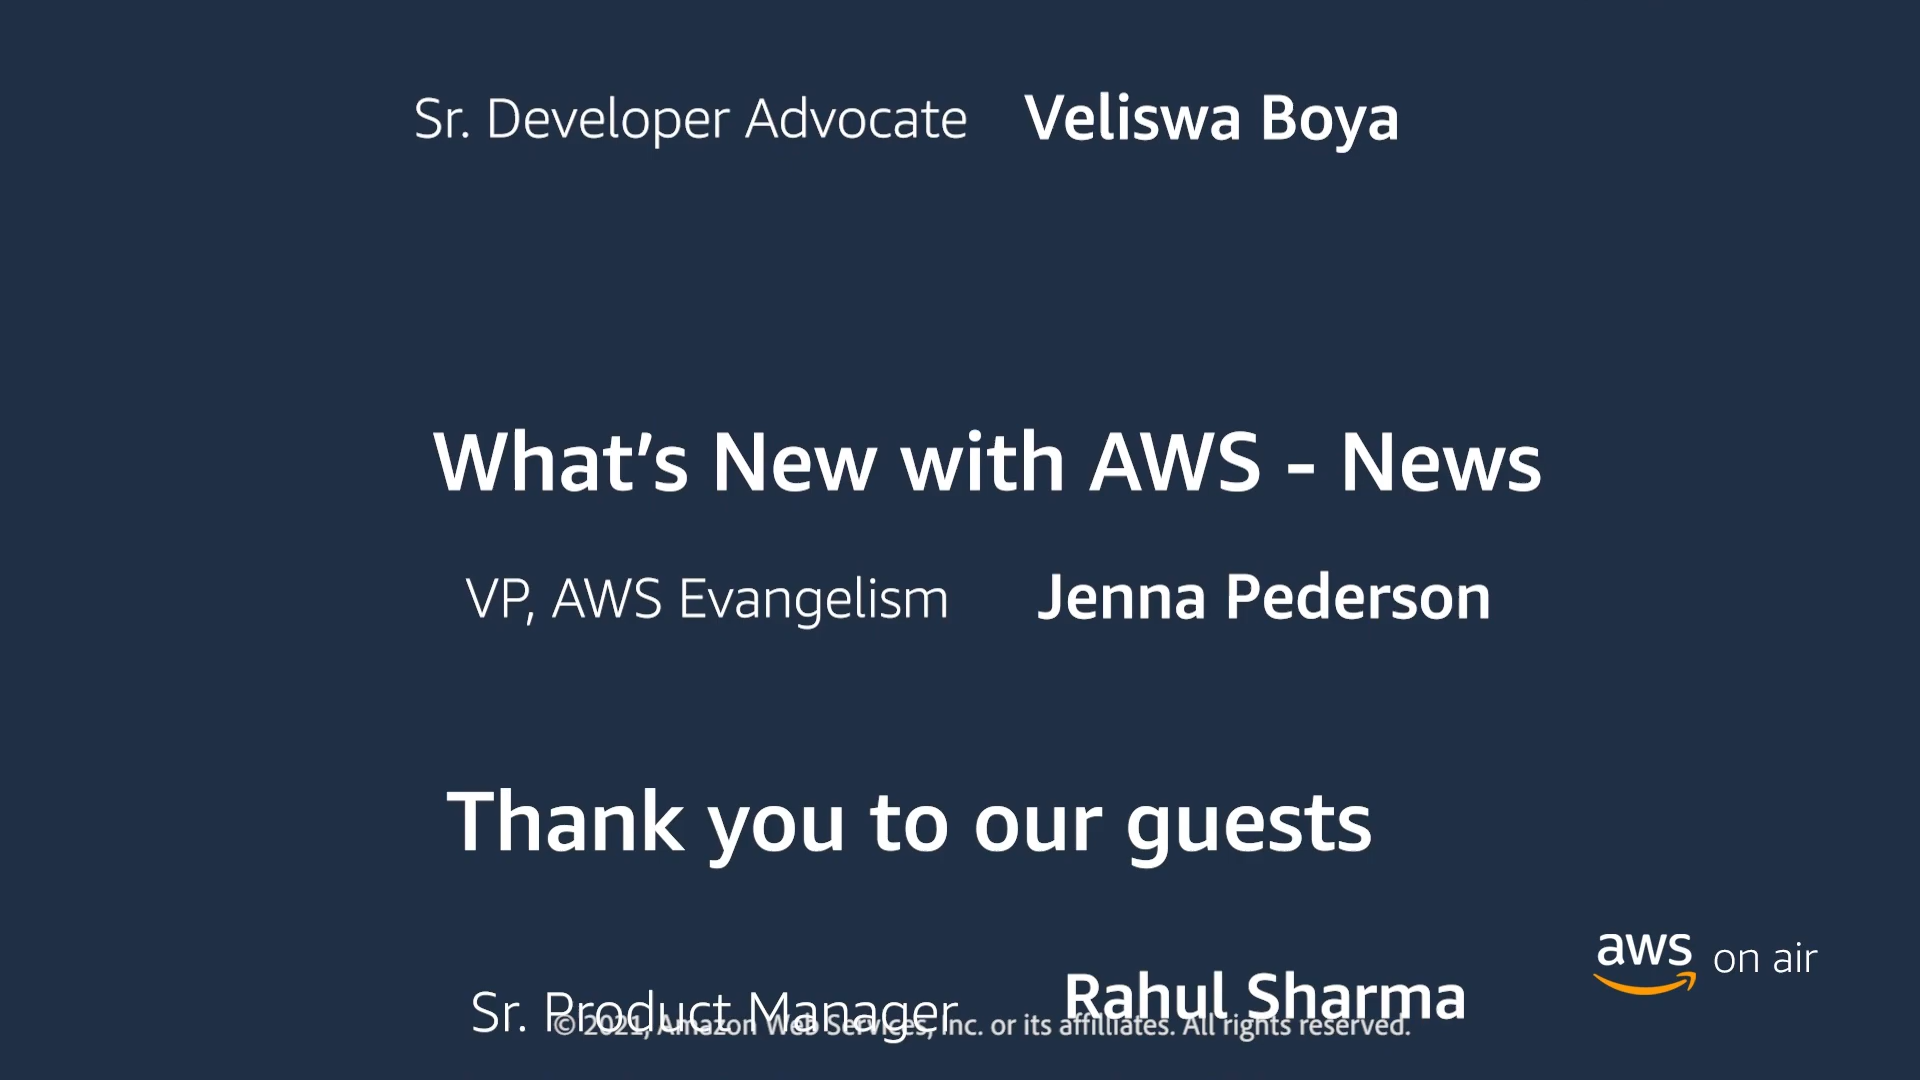 Sr. Developer Advocate Veliswa Boya
What’s New with AWS - News
VP, AWS Evangelism Jenna Pederson
Thank you to our guests
aws on air
Sr. Product Manager Rahul Sharma
© 2021, Amazon Web Services, Inc. or its affilliates. All rights reserved.